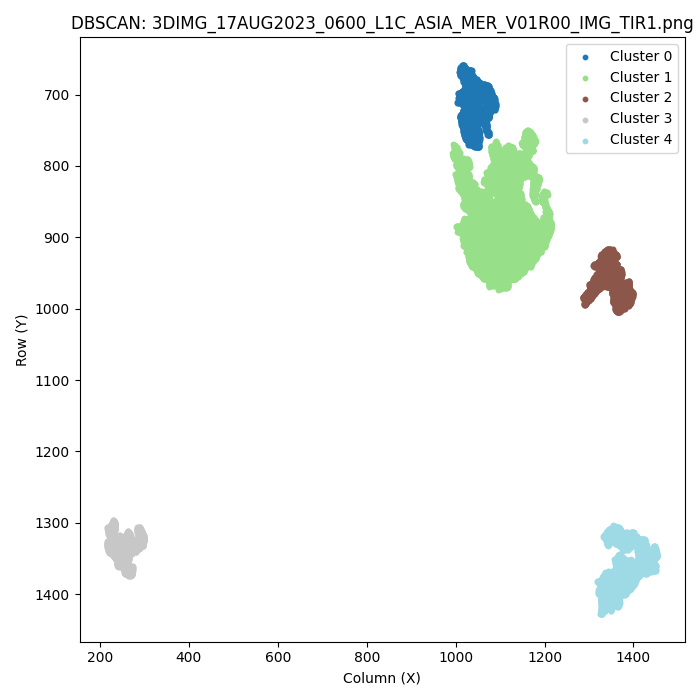 DBSCAN: 3DIMG_17AUG2023_0600_L1C_ASIA_MER_V01R00_IMG_TIR1.png
Cluster 0
Cluster 1
Cluster 2
Cluster 3
Cluster 4
Row (Y)
700
800
900
1000
1100
1200
1300
1400
200 400 600 800 1000 1200 1400
Column (X)